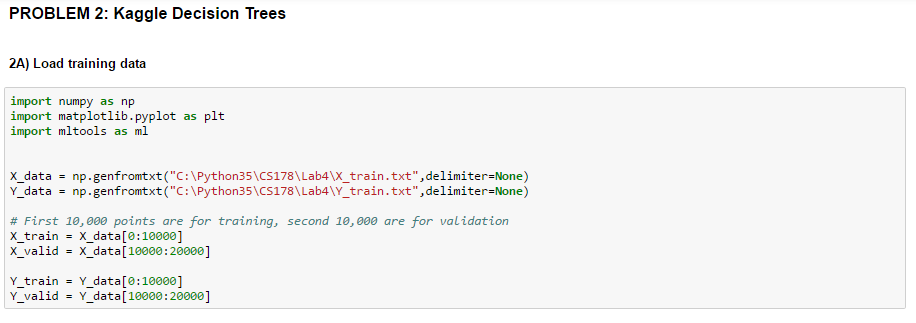 PROBLEM 2: Kaggle Decision Trees
2A) Load training data
import numpy as np
import matplotlib.pyplot as plt
import mltools as ml
X_data = np.genfromtxt("C:\Python35\CS178\Lab4\X_train.txt",delimiter=None)
Y_data = np.genfromtxt("C:\Python35\CS178\Lab4\Y_train.txt",delimiter=None)
# First 10,000 points are for training, second 10,000 are for validation
X_train = X_data[0:10000]
X_valid = X_data[10000:20000]
Y_train = Y_data[0:10000]
Y_valid = Y_data[10000:20000]